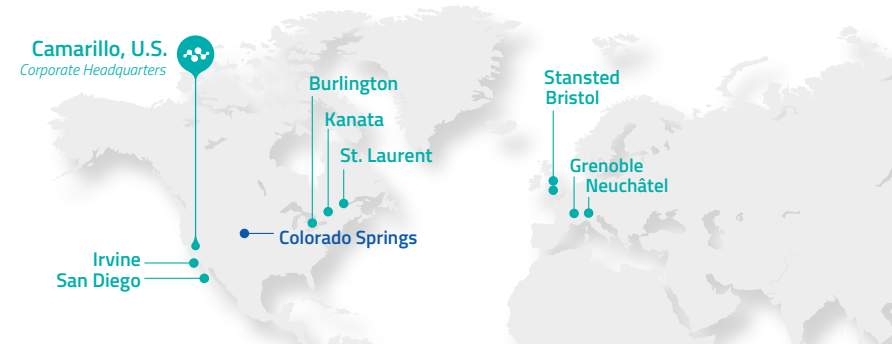 Camarillo, U.S.
Corporate Headquarters
Burlington
Kanata
St. Laurent
Colorado Springs
Irvine
San Diego
Stansted
Bristol
Grenoble
Neuchâtel